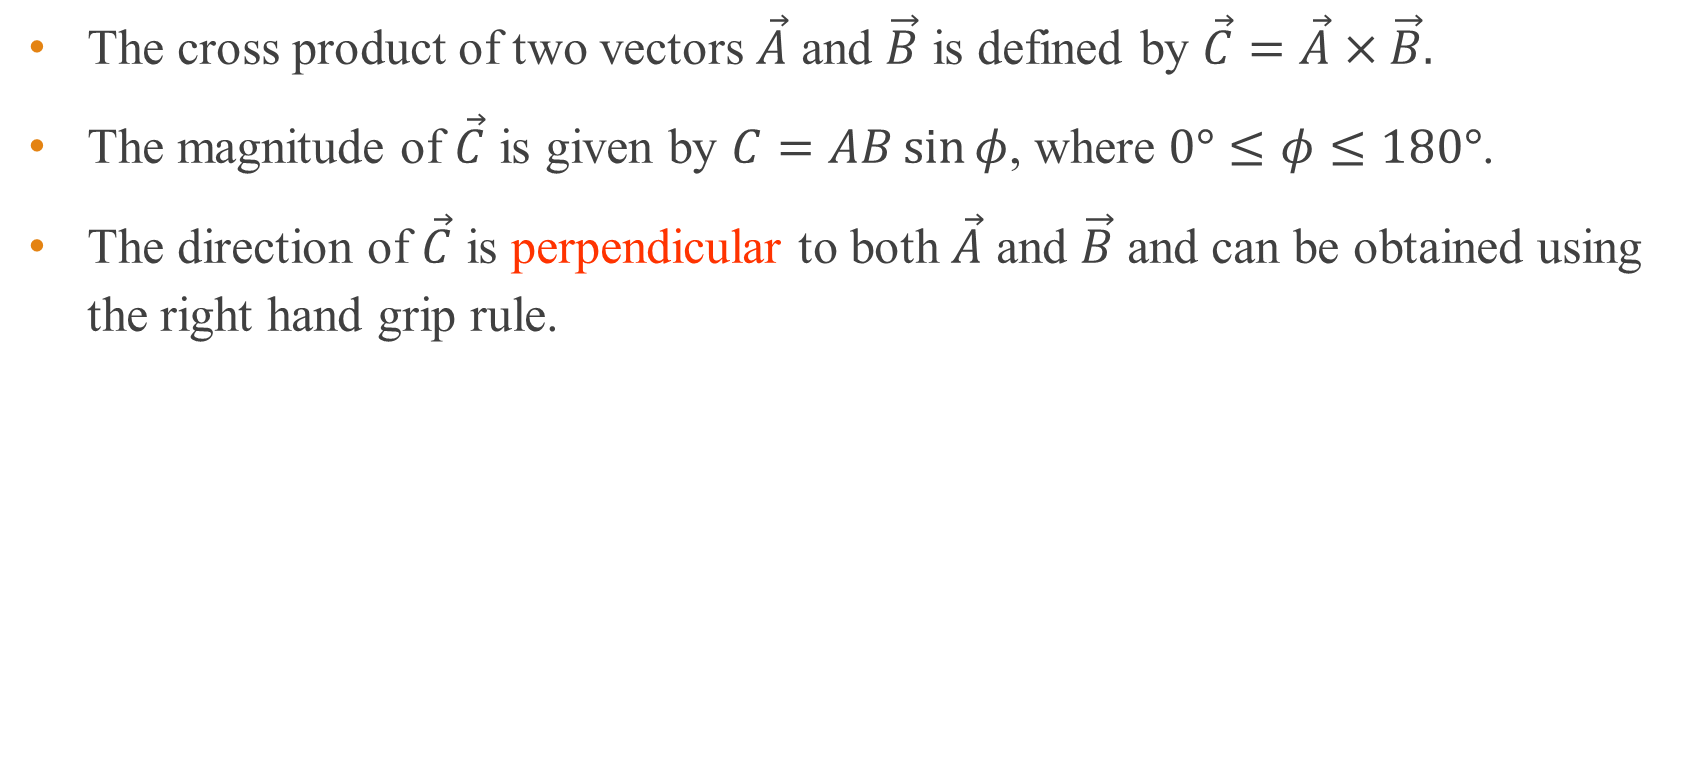 • The cross product of two vectors A⃗ and B⃗ is defined by C⃗ = A⃗ × B⃗.
• The magnitude of C⃗ is given by C = AB sin ϕ, where 0° ≤ ϕ ≤ 180°.
• The direction of C⃗ is perpendicular to both A⃗ and B⃗ and can be obtained using
the right hand grip rule.